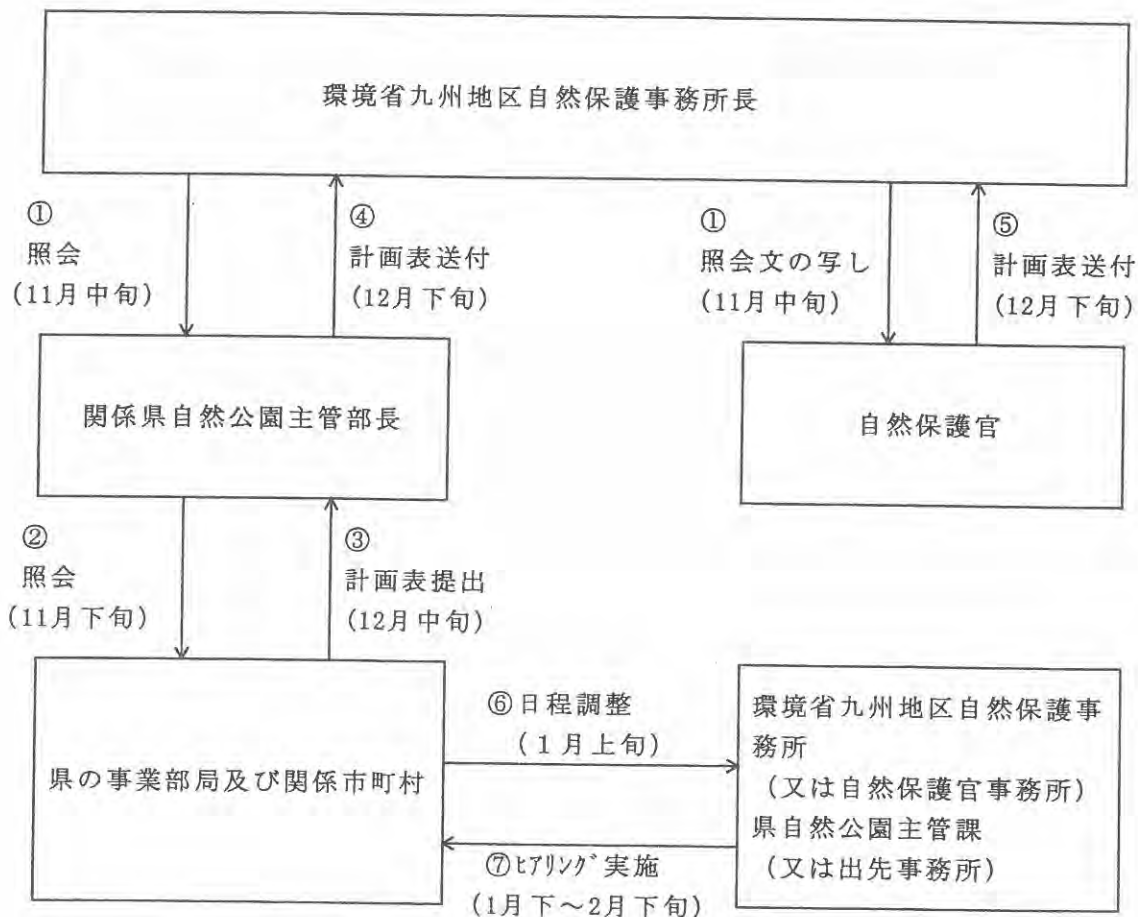 環境省九州地区自然保護事務所長
①
照会
(11月中旬)
④
計画表送付
(12月下旬)
①
照会文の写し
(11月中旬)
⑤
計画表送付
(12月下旬)
関係県自然公園主管部長
自然保護官
②
照会
(11月下旬)
③
計画表提出
(12月中旬)
県の事業部局及び関係市町村
⑥日程調整
(1月上旬)
環境省九州地区自然保護事
務所
(又は自然保護官事務所)
県自然公園主管課
(又は出先事務所)
⑦ﾋｱﾘﾝｸﾞ実施
(1月下～2月下旬)